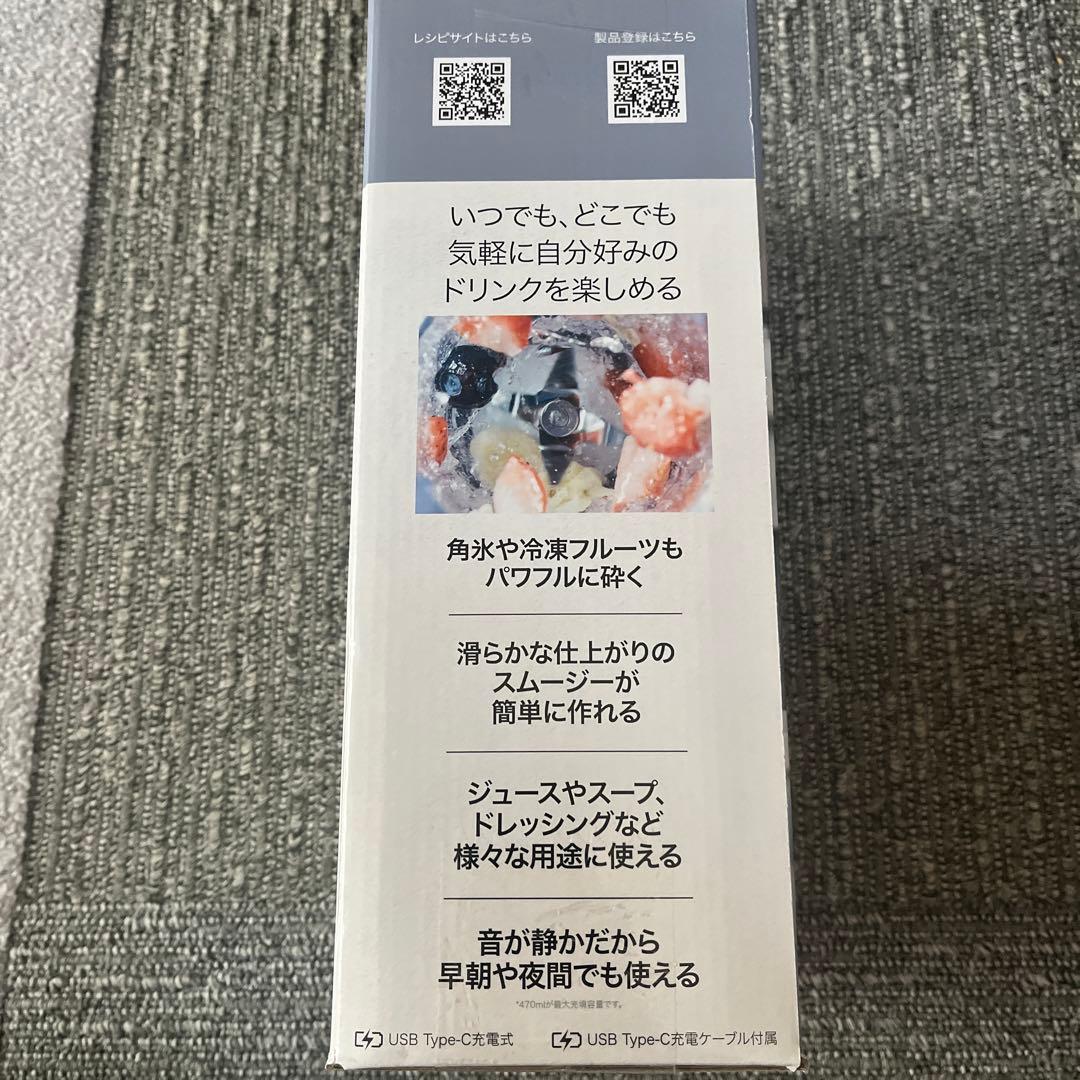 レシピサイトはこちら
製品登録はこちら
いつでも、どこでも
気軽に自分好みの
ドリンクを楽しめる
角氷や冷凍フルーツも
パワフルに砕く
滑らかな仕上がりの
スムージーが
簡単に作れる
ジュースやスープ、
ドレッシングなど
様々な用途に使える
音が静かだから
早朝や夜間でも使える
*470mlが最大充填容量です。
USB Type-C充電式
USB Type-C充電ケーブル付属